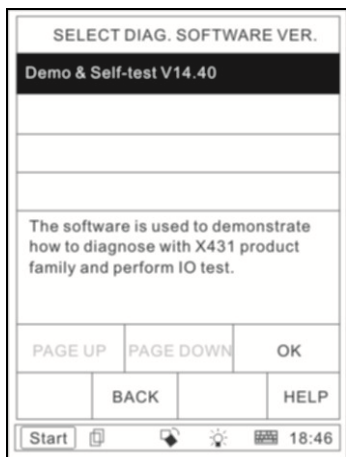 SELECT DIAG. SOFTWARE VER.
Demo & Self-test V14.40
The software is used to demonstrate
how to diagnose with X431 product
family and perform IO test.
PAGE UP PAGE DOWN OK
BACK HELP
Start 18:46